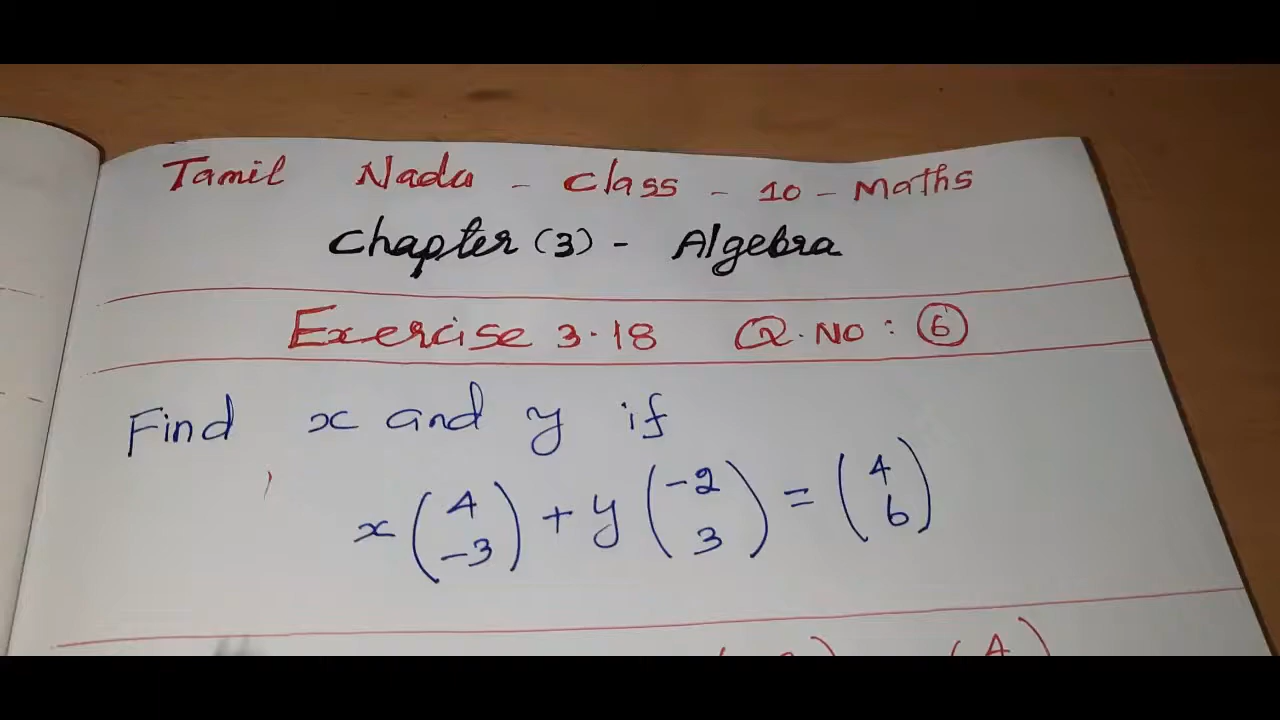 Tamil Nadu - Class - 10 - Maths
Chapter (3) - Algebra
Exercise 3.18 Q.NO: 6
Find x and y if
x(4 -3) + y(-2 3) = (4 6)